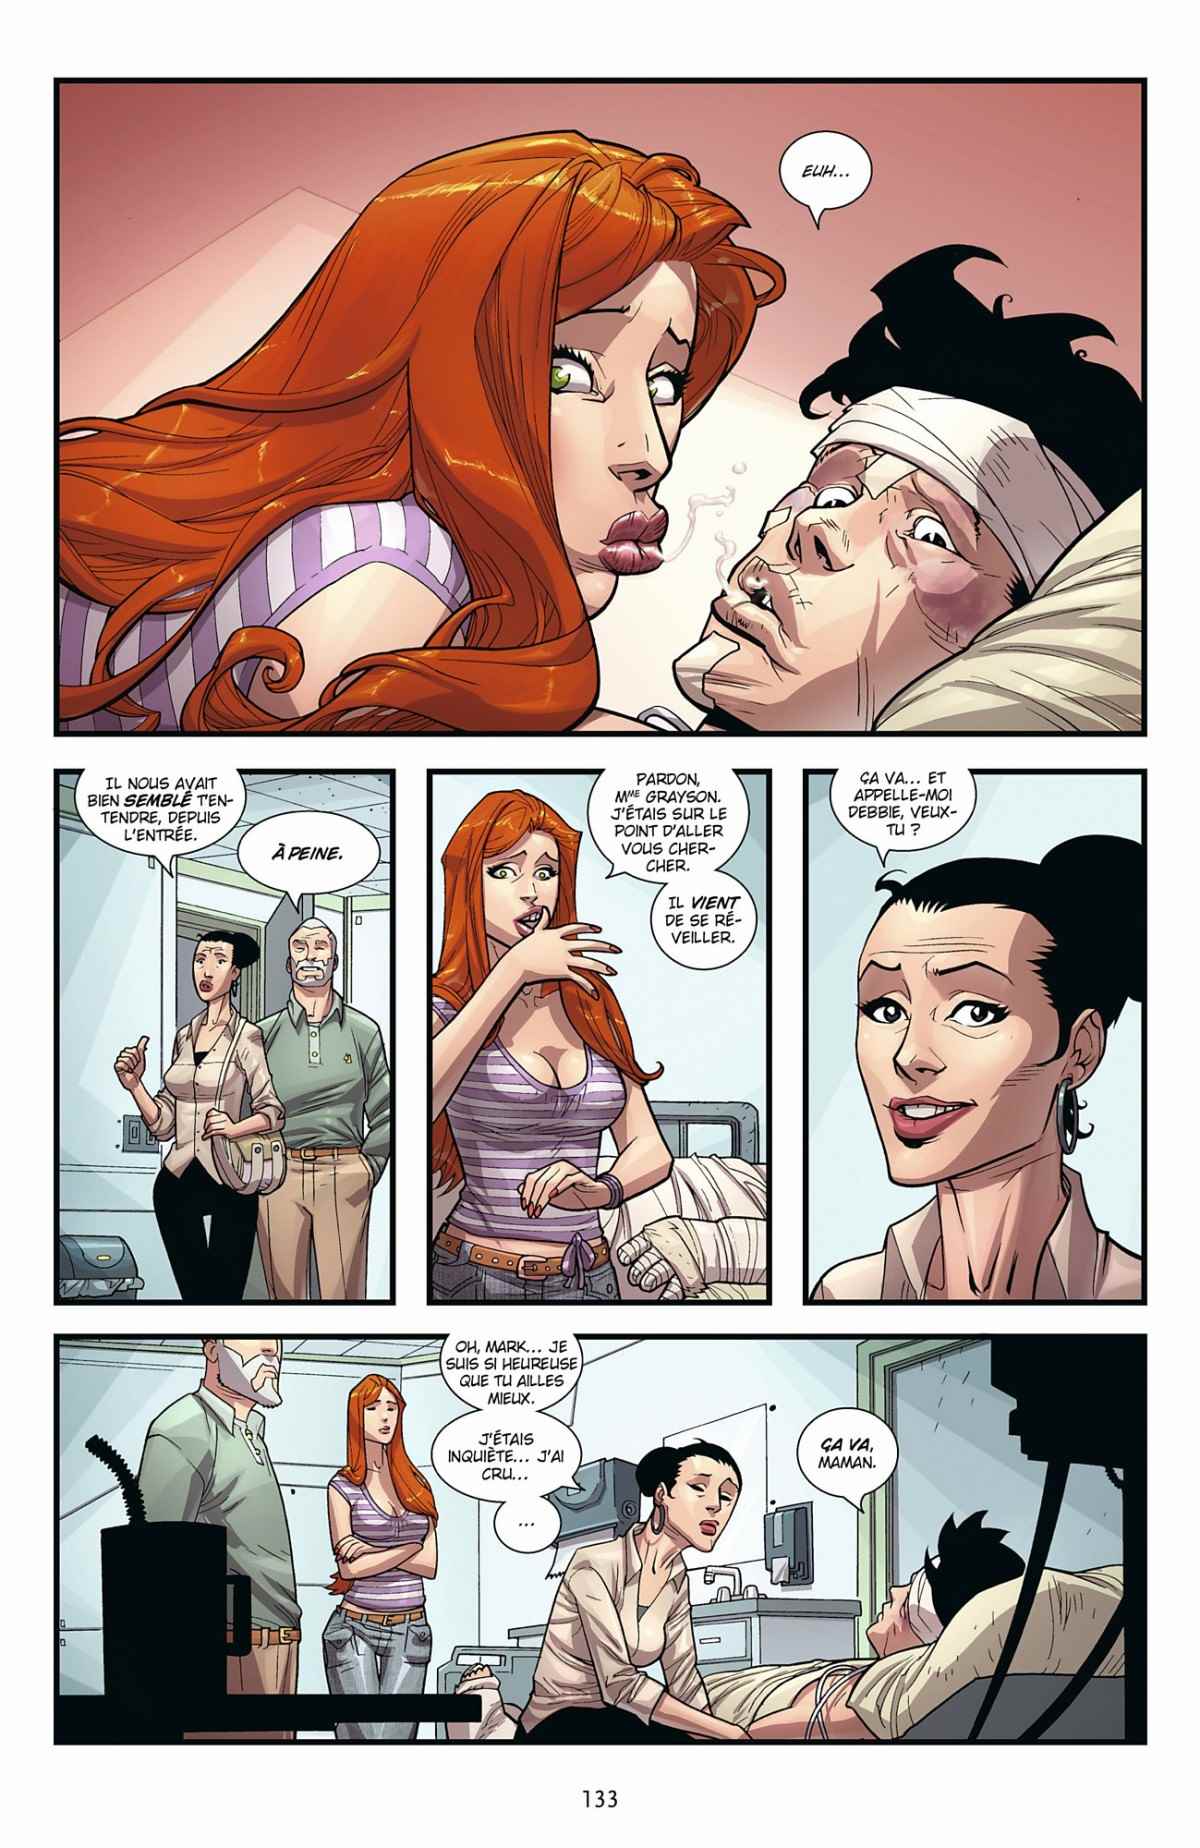 EUH...
IL NOUS AVAIT
BIEN SEMBLÉ T'EN-
TENDRE, DEPUIS
L'ENTRÉE.
À PEINE.
PARDON,
MME GRAYSON.
J'ÉTAIS SUR LE
POINT D'ALLER
VOUS CHER-
CHER.
IL VIENT
DE SE RÉ-
VEILLER.
ÇA VA... ET
APPELLE-MOI
DEBBIE, VEUX-
TU ?
OH, MARK... JE
SUIS SI HEUREUSE
QUE TU AILLES
MIEUX.
J'ÉTAIS
INQUIÈTE... J'AI
CRU...
...
ÇA VA,
MAMAN.
133